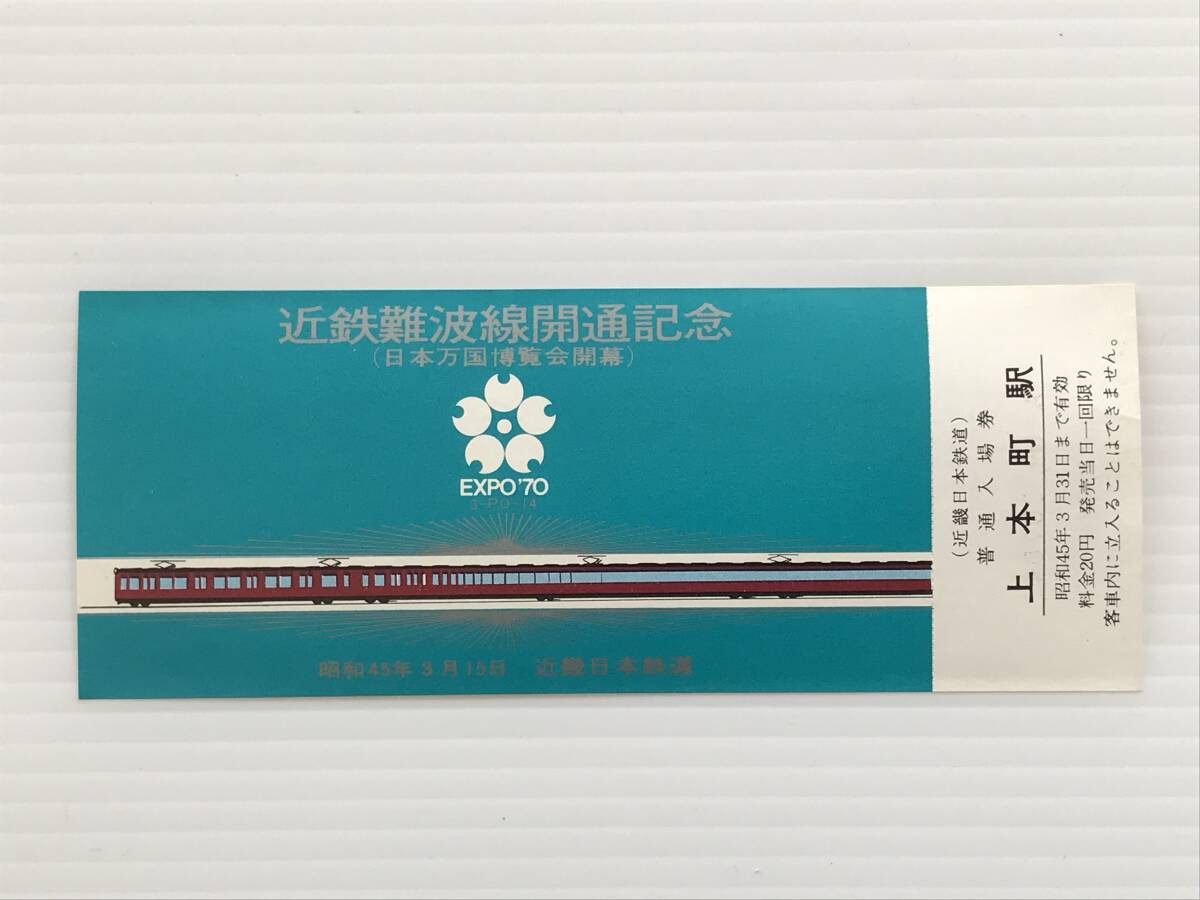 近鉄難波線開通記念
(日本万国博覧会開幕)
EXPO'70
3-PO-14
昭和45年3月15日 近畿日本鉄道
(近畿日本鉄道)
普通入場券
上本町駅
昭和45年3月31日まで有効
料金20円 発売当日一回限り
客車内に立入ることはできません。